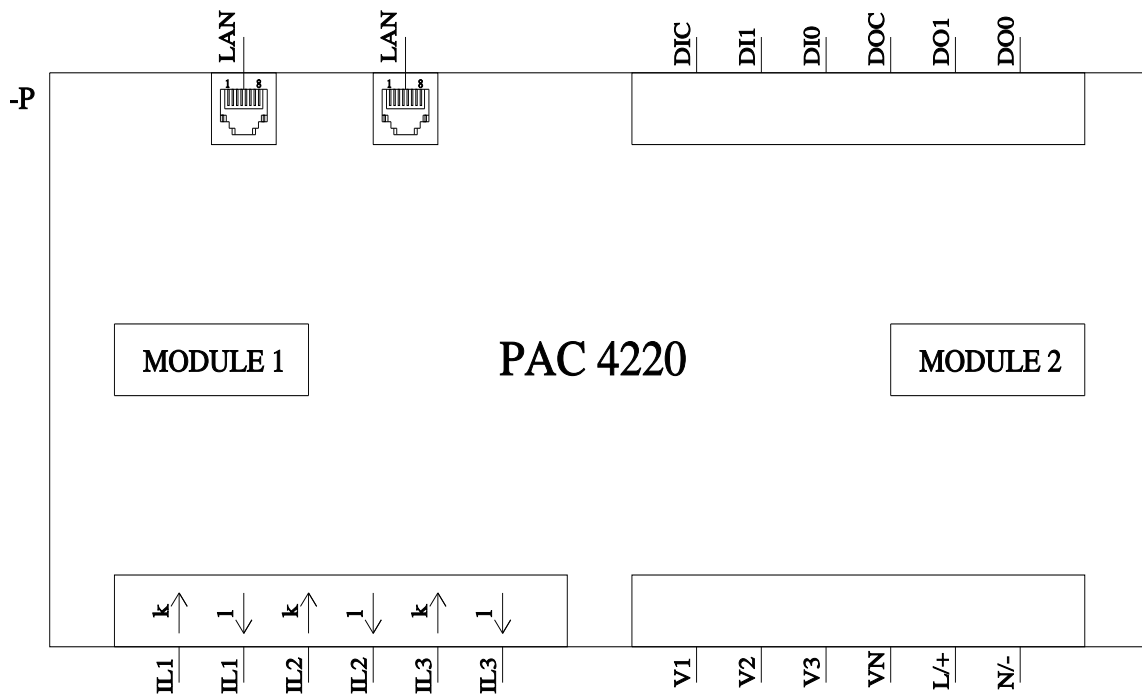 LAN LAN DIC DI1 DI0 DOC DO1 DO0
-P
1 8 1 8
MODULE 1 PAC 4220 MODULE 2
k l k l k l
IL1 IL1 IL2 IL2 IL3 IL3 V1 V2 V3 VN L/+ N/-